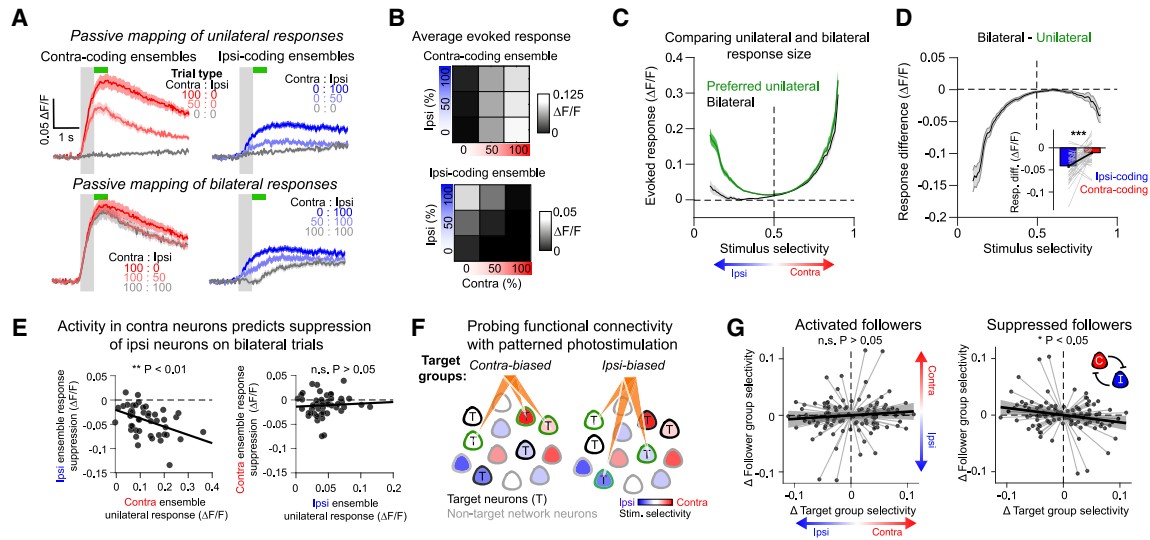 A
Passive mapping of unilateral responses
Contra-coding ensembles
Ipsi-coding ensembles
Trial type
Contra : Ipsi
100 : 0
50 : 0
0 : 0
0.05 ΔF/F
1 s
Contra : Ipsi
0 : 100
0 : 50
0 : 0
Passive mapping of bilateral responses
Contra : Ipsi
100 : 0
100 : 50
100 : 100
Contra : Ipsi
0 : 100
50 : 100
100 : 100
B
Average evoked response
Contra-coding ensemble
Ipsi (%)
0 50 100
0 50 100
0.125
ΔF/F
0
Ipsi-coding ensemble
Ipsi (%)
0 50 100
0 50 100
Contra (%)
0.05
ΔF/F
0
C
Comparing unilateral and bilateral
response size
Preferred unilateral
Bilateral
Evoked response (ΔF/F)
0.4
0.3
0.2
0.1
0
0 0.5 1
Stimulus selectivity
Ipsi
Contra
D
Bilateral - Unilateral
Response difference (ΔF/F)
0
-0.05
-0.1
-0.15
-0.2
0 0.5 1
Stimulus selectivity
Resp. diff. (ΔF/F)
0
-0.05
-0.1
***
Ipsi-coding
Contra-coding
E
Activity in contra neurons predicts suppression
of ipsi neurons on bilateral trials
** P < 0.01
Ipsi ensemble response
suppression (ΔF/F)
0.05
0
-0.05
-0.1
-0.15
0 0.1 0.2 0.3 0.4
Contra ensemble
unilateral response (ΔF/F)
n.s. P > 0.05
Contra ensemble response
suppression (ΔF/F)
0.05
0
-0.05
-0.1
-0.15
0 0.05 0.1 0.15 0.2
Ipsi ensemble
unilateral response (ΔF/F)
F
Probing functional connectivity
with patterned photostimulation
Target
groups:
Contra-biased
Ipsi-biased
T T T T T T
T T T T T T
Target neurons (T)
Non-target network neurons
Ipsi
Contra
Stim. selectivity
G
Activated followers
n.s. P > 0.05
Δ Follower group selectivity
0.1
0
-0.1
-0.1 0 0.1
Δ Target group selectivity
Contra
Ipsi
Ipsi
Contra
Suppressed followers
* P < 0.05
C
I
Δ Follower group selectivity
0.1
0
-0.1
-0.1 0 0.1
Δ Target group selectivity